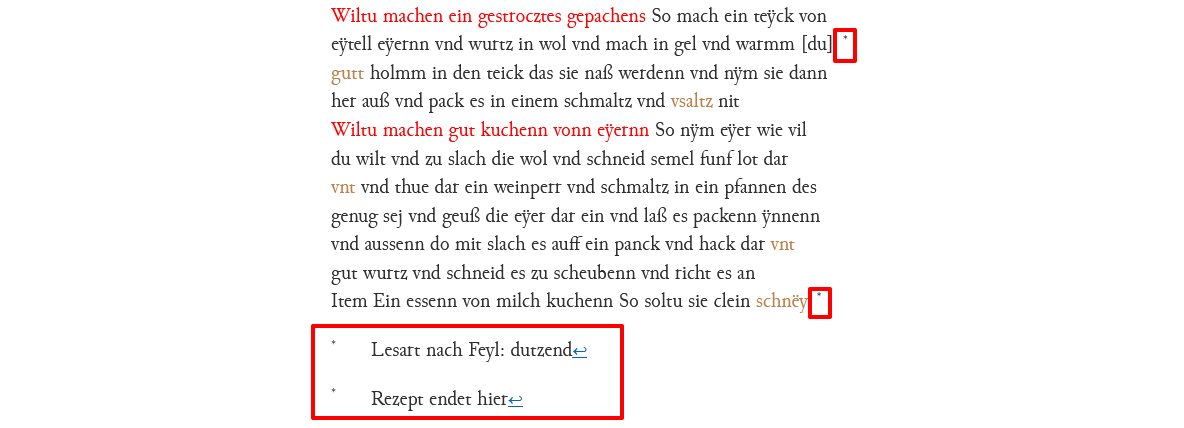 Wiltu machen ein gestrocztes gepachens So mach ein teÿck von
eÿtell eÿernn vnd wurtz in wol vnd mach in gel vnd warmm [du] *
gutt holmm in den teick das sie naß werdenn vnd nÿm sie dann
her auß vnd pack es in einem schmaltz vnd vsaltz nit
Wiltu machen gut kuchenn vonn eÿernn So nÿm eÿer wie vil
du wilt vnd zu slach die wol vnd schneid semel funf lot dar
vnt vnd thue dar ein weinperr vnd schmaltz in ein pfannen des
genug sej vnd geuß die eÿer dar ein vnd laß es packenn ÿnnenn
vnd aussenn do mit slach es auff ein panck vnd hack dar vnt
gut wurtz vnd schneid es zu scheubenn vnd richt es an
Item Ein essenn von milch kuchenn So soltu sie clein schnëy *
* Lesart nach Feyl: dutzend↩
* Rezept endet hier↩